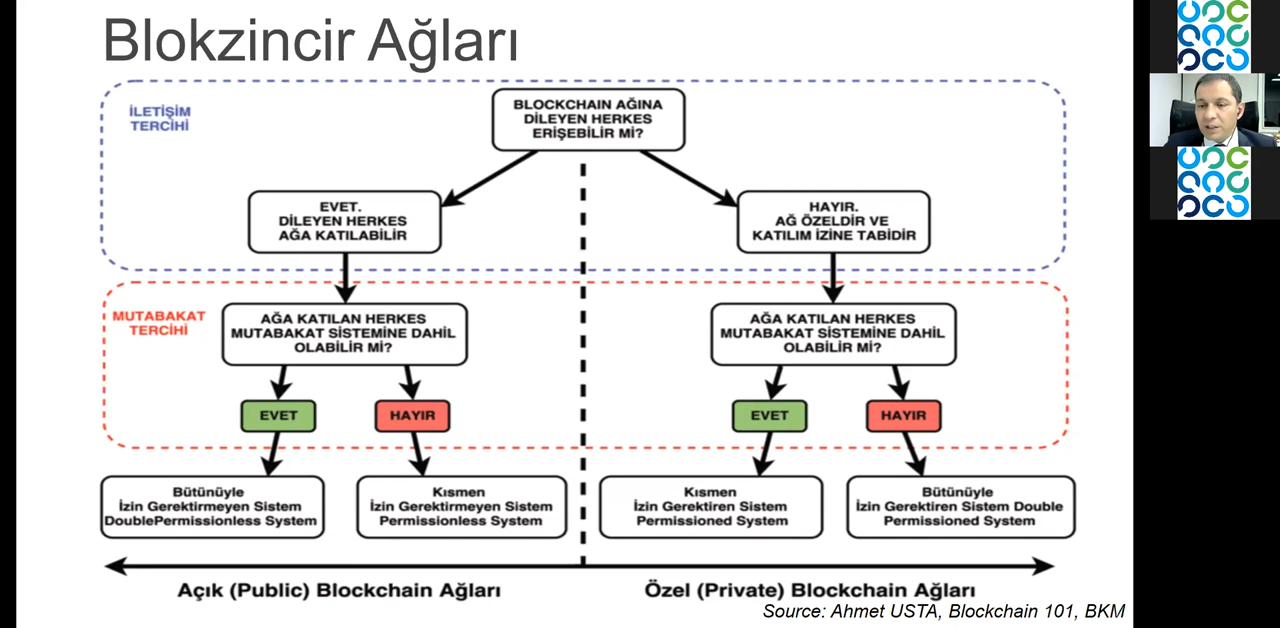 Blokzincir Ağları
İLETİŞİM
TERCİHİ
BLOCKCHAIN AĞINA
DİLEYEN HERKES
ERİŞEBİLİR Mİ?
EVET.
DİLEYEN HERKES
AĞA KATILABİLİR
HAYIR.
AĞ ÖZELDİR VE
KATILIM İZİNE TABİDİR
MUTABAKAT
TERCİHİ
AĞA KATILAN HERKES
MUTABAKAT SİSTEMİNE DAHİL
OLABİLİR Mİ?
AĞA KATILAN HERKES
MUTABAKAT SİSTEMİNE DAHİL
OLABİLİR Mİ?
EVET
HAYIR
EVET
HAYIR
Bütünüyle
İzin Gerektirmeyen Sistem
DoublePermissionless System
Kısmen
İzin Gerektirmeyen Sistem
Permissionless System
Kısmen
İzin Gerektiren Sistem
Permissioned System
Bütünüyle
İzin Gerektiren Sistem Double
Permissioned System
Açık (Public) Blockchain Ağları
Özel (Private) Blockchain Ağları
Source: Ahmet USTA, Blockchain 101, BKM